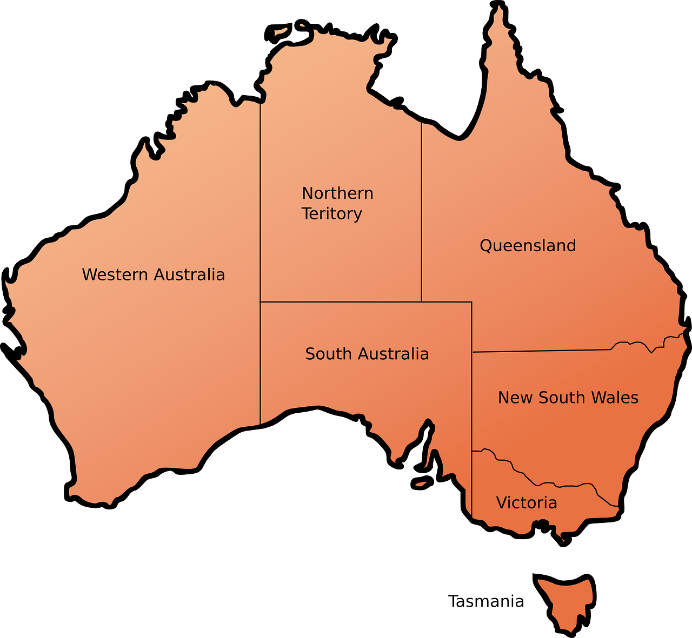 Northern
Teritory
Queensland
Western Australia
South Australia
New South Wales
Victoria
Tasmania